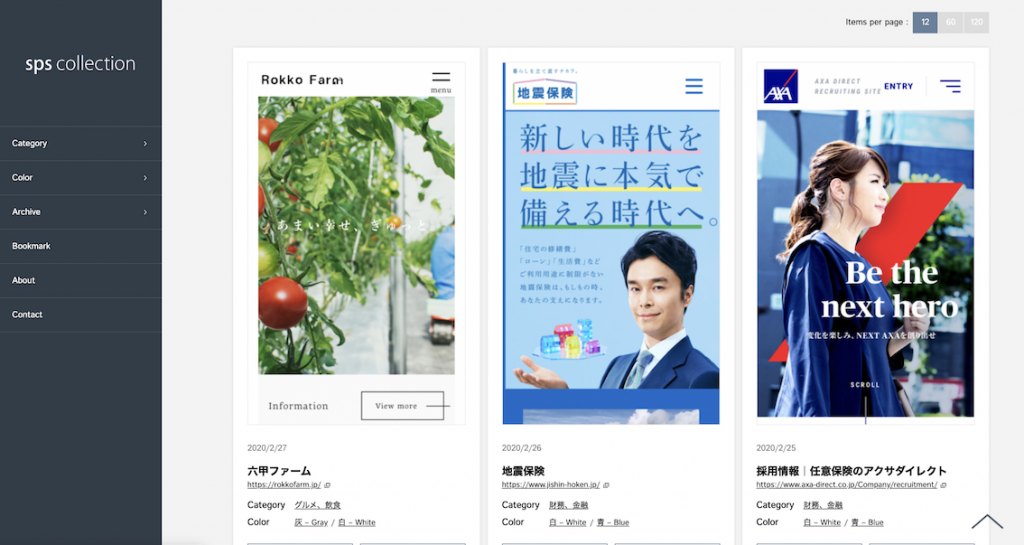 sps collection
Category
Color
Archive
Bookmark
About
Contact
Items per page : 12 60 120
Rokko Farm
menu
あまい幸せ、ぎゅっと。
Information
View more
2020/2/27
六甲ファーム
https://rokkofarm.jp/
Category グルメ、飲食
Color 灰 – Gray / 白 – White
暮らしを立て直すチカラ。
地震保険
新しい時代を
地震に本気で
備える時代へ。
「住宅の修繕費」
「ローン」「生活費」など
ご利用用途に制限がない
地震保険は、もしもの時、
あなたの支えになります。
2020/2/26
地震保険
https://www.jishin-hoken.jp/
Category 財務、金融
Color 白 – White / 青 – Blue
AXA
AXA DIRECT
RECRUITING SITE
ENTRY
Be the
next hero
変化を楽しみ、NEXT AXAを創り出せ
SCROLL
2020/2/25
採用情報｜任意保険のアクサダイレクト
https://www.axa-direct.co.jp/Company/recruitment/
Category 財務、金融
Color 白 – White / 青 – Blue